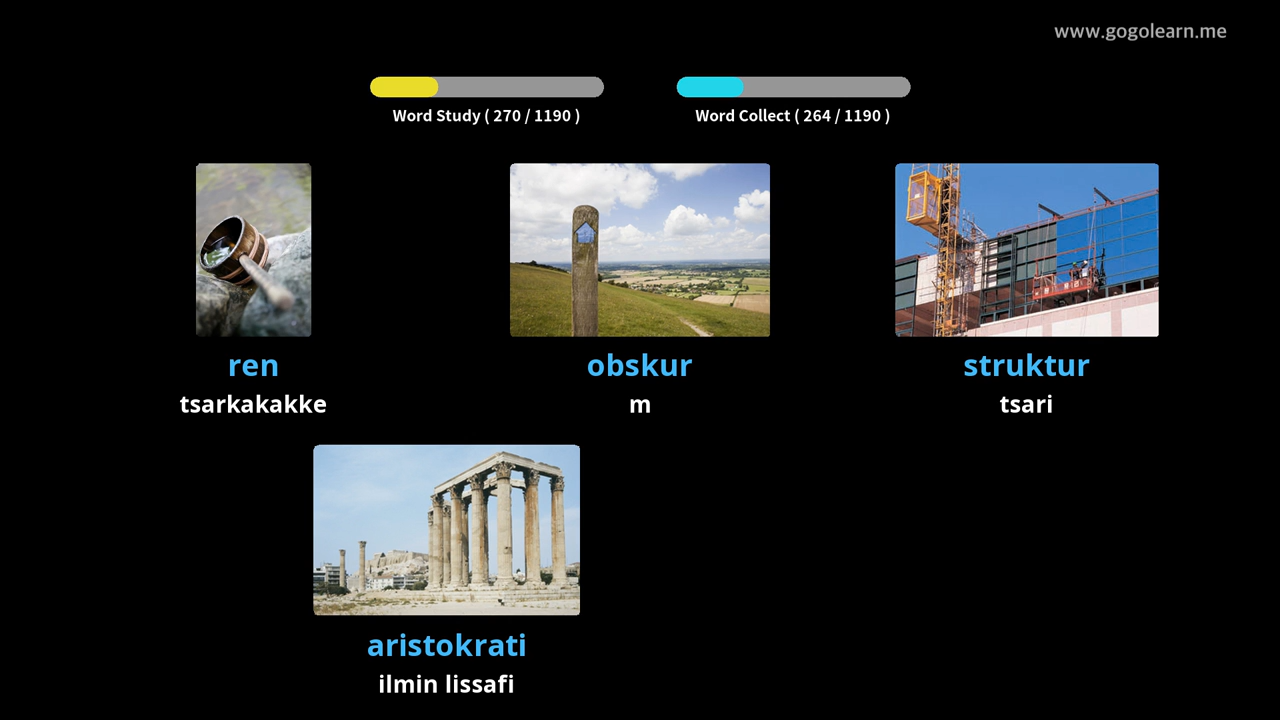 www.gogolearn.me
Word Study ( 270 / 1190 )
Word Collect ( 264 / 1190 )
ren
tsarkakakke
obskur
m
struktur
tsari
aristokrati
ilmin lissafi